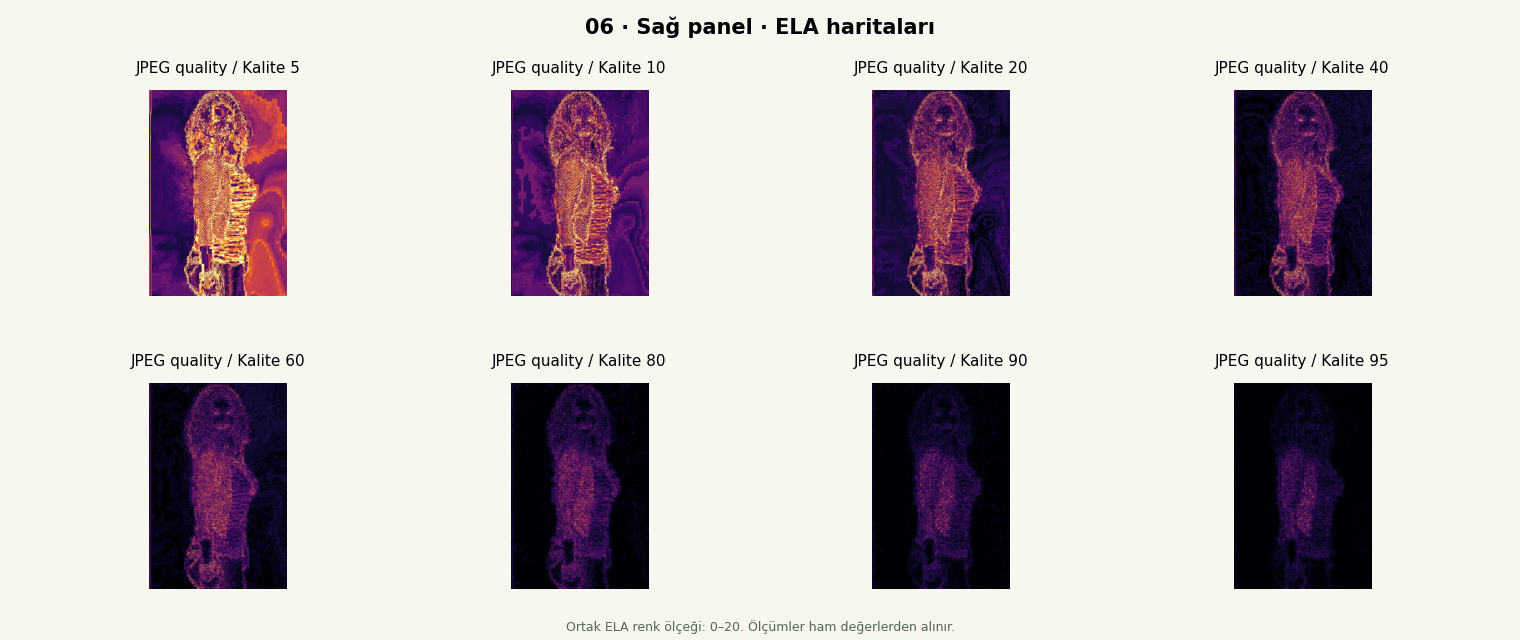 06 · Sağ panel · ELA haritaları
JPEG quality / Kalite 5
JPEG quality / Kalite 10
JPEG quality / Kalite 20
JPEG quality / Kalite 40
JPEG quality / Kalite 60
JPEG quality / Kalite 80
JPEG quality / Kalite 90
JPEG quality / Kalite 95
Ortak ELA renk ölçeği: 0–20. Ölçümler ham değerlerden alınır.